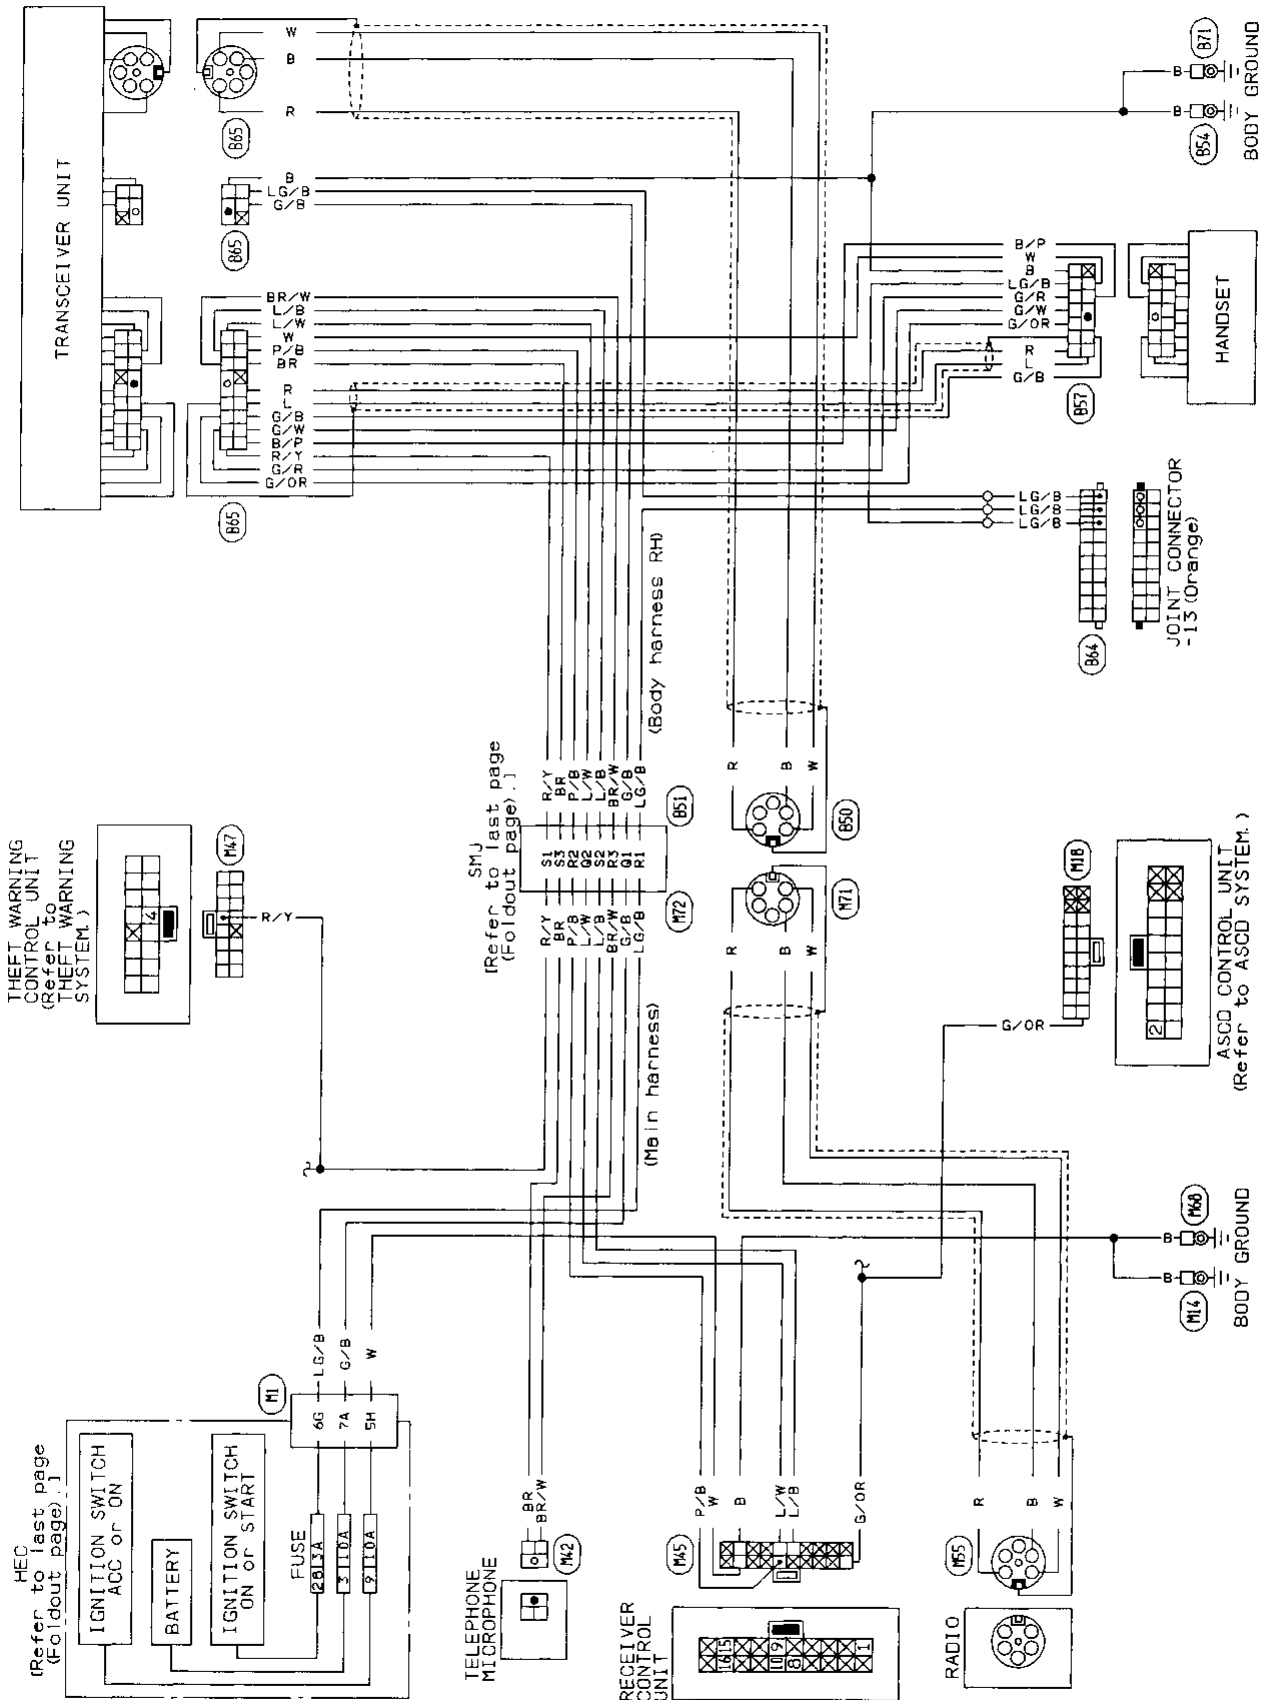 TRANSCEIVER UNIT
W
B
R
B65
B
LG/B
G/B
B65
BR/W
L/B
L/W
W
P/B
BR
R
L
G/B
G/W
B/P
R/Y
G/R
G/OR
B65
B
B71
B
B54
BODY GROUND
B/P
W
B
LG/B
G/R
G/W
G/OR
R
L
G/B
B57
HANDSET
LG/B
LG/B
LG/B
B64
JOINT CONNECTOR
-13 (Orange)
(Body harness RH)
THEFT WARNING
CONTROL UNIT
(Refer to
THEFT WARNING
SYSTEM.)
4
M47
R/Y
SMJ
[Refer to last page
(Foldout page).]
R/Y
BR
P/B
L/W
L/B
BR/W
G/B
LG/B
B51
S1
S3
R2
Q2
S2
R3
Q1
R1
M72
R/Y
BR
P/B
L/W
L/B
BR/W
G/B
LG/B
(Main harness)
R
B
W
B50
M71
R
B
W
M18
G/OR
2
ASCD CONTROL UNIT
(Refer to ASCD SYSTEM.)
B
M68
B
M14
BODY GROUND
HEC
[Refer to last page
(Foldout page).]
IGNITION SWITCH
ACC or ON
BATTERY
IGNITION SWITCH
ON or START
FUSE
28 13A
3 10A
9 10A
M1
6G
7A
5H
LG/B
G/B
W
TELEPHONE
MICROPHONE
BR
BR/W
M42
RECEIVER
CONTROL
UNIT
16 15
10 9
8
1
M45
P/B
W
B
L/W
L/B
G/OR
RADIO
M55
R
B
W